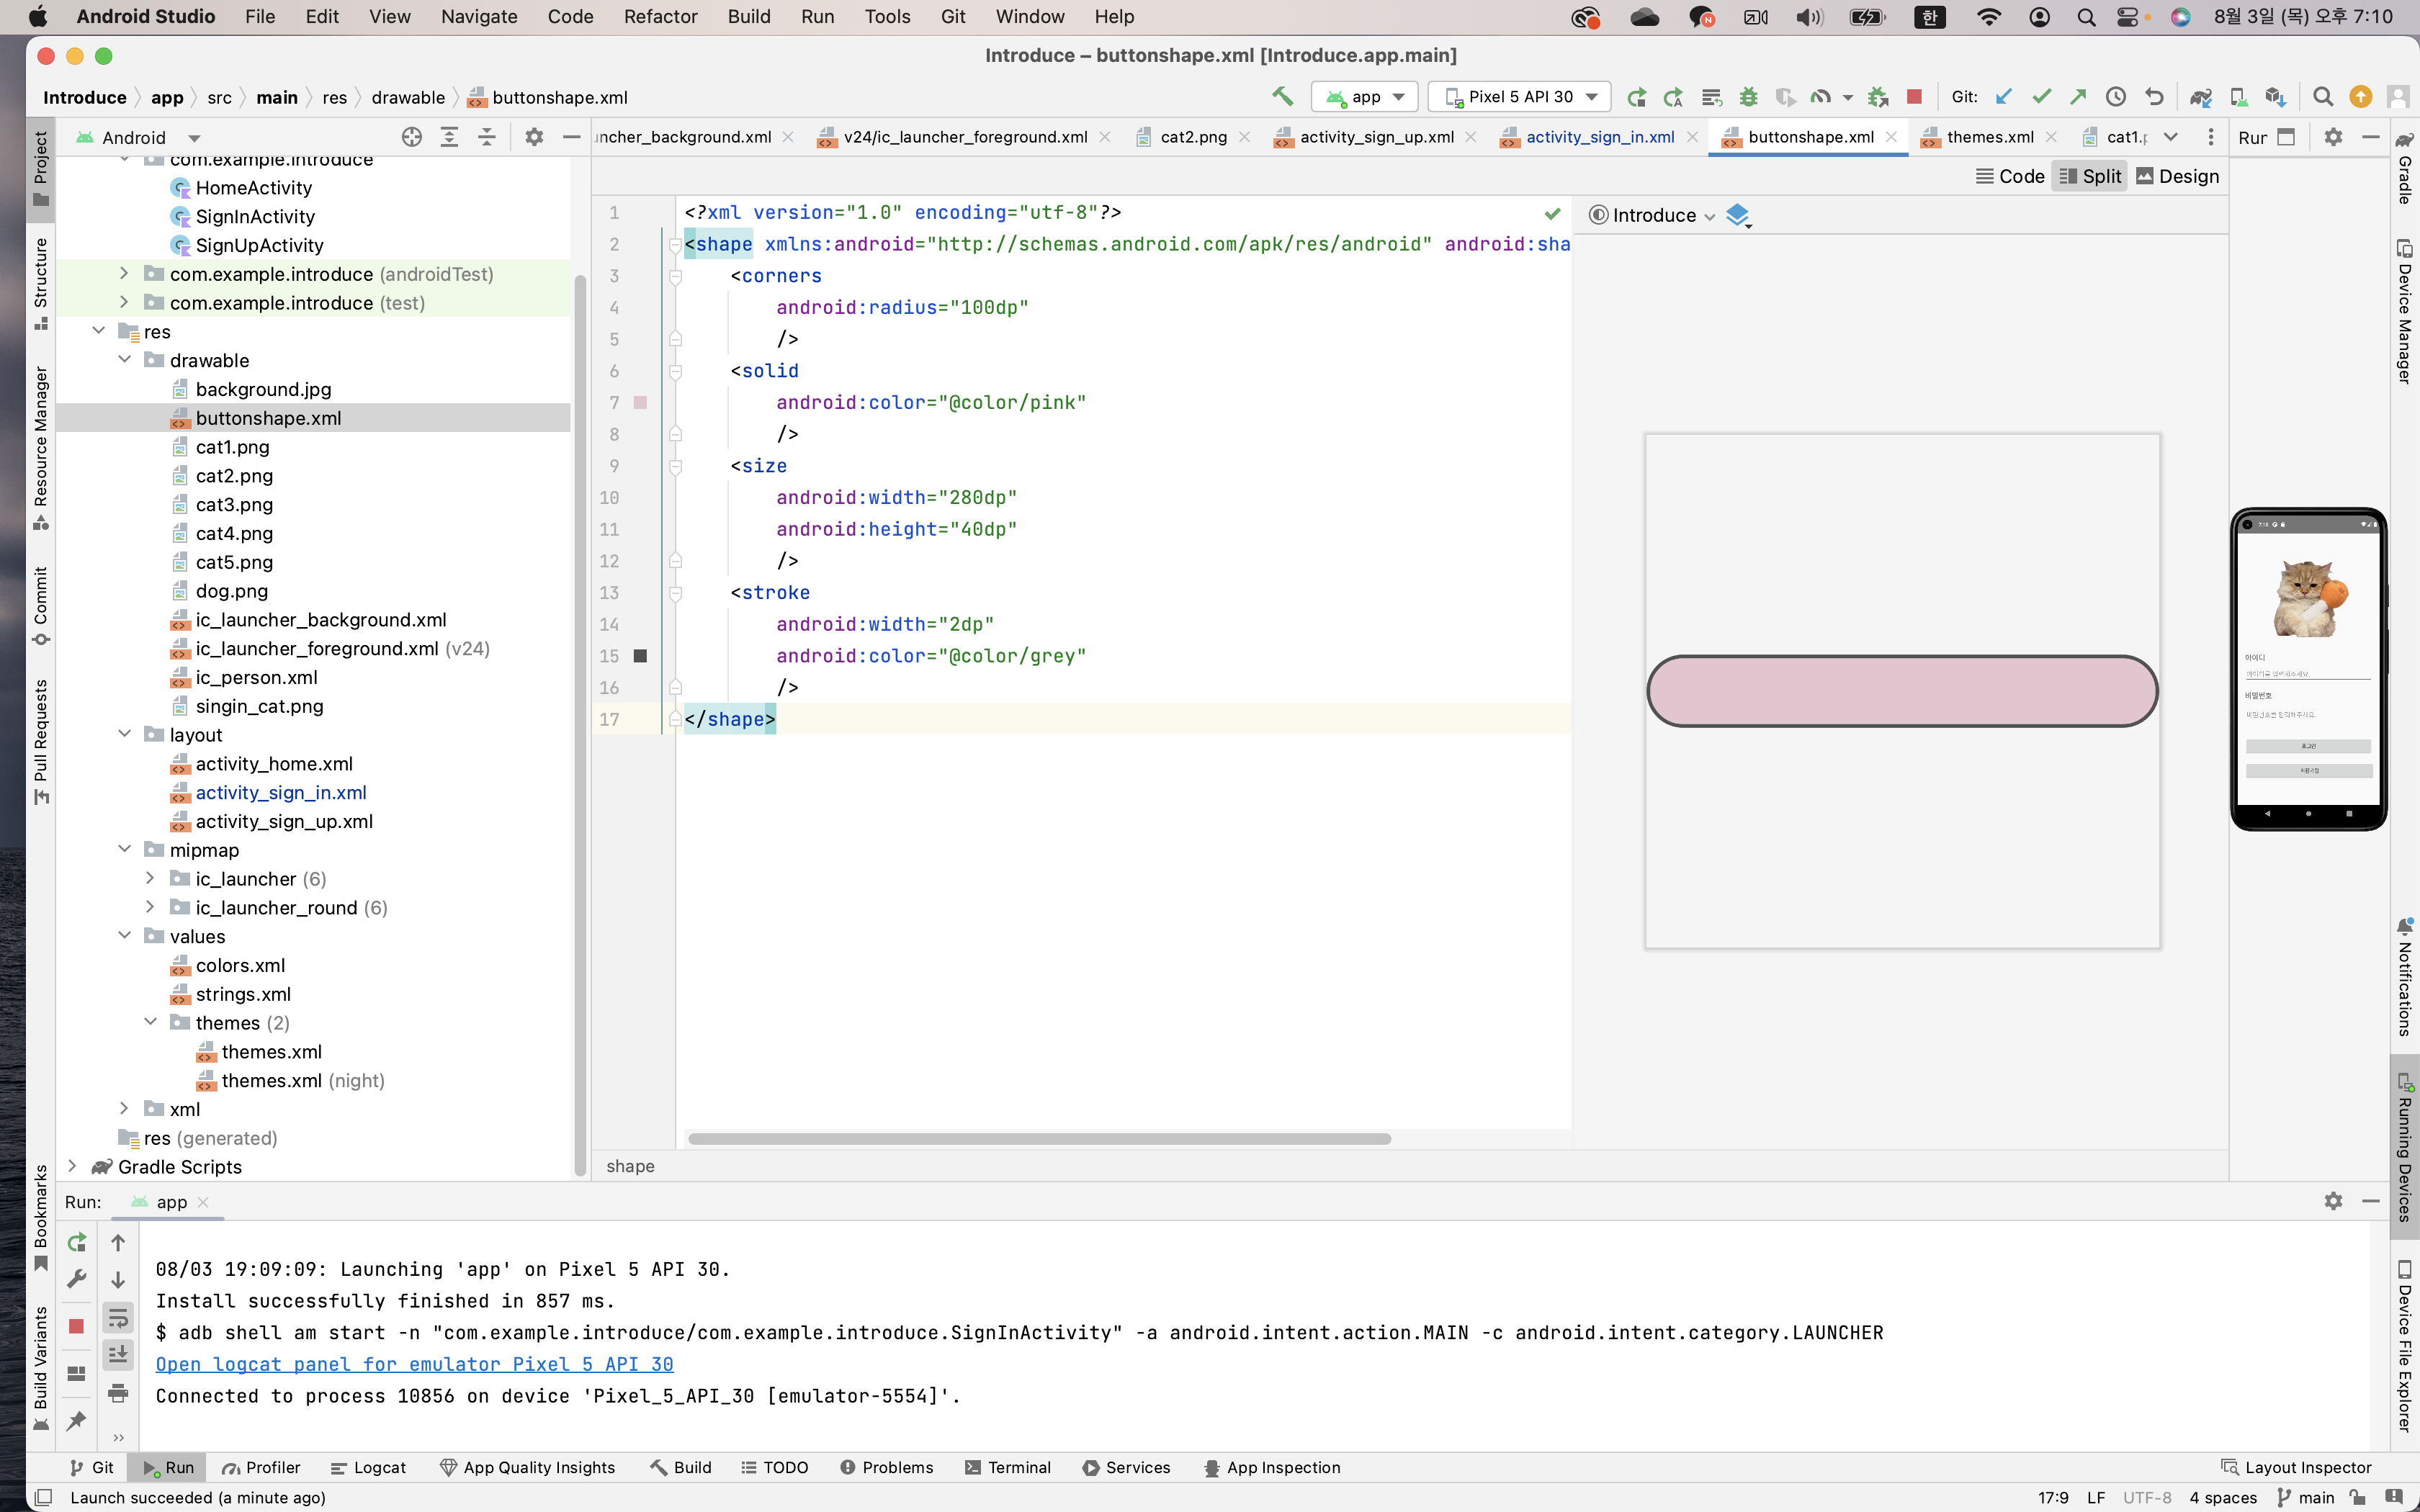 Android Studio File Edit View Navigate Code Refactor Build Run Tools Git Window Help 한 8월 3일 (목) 오후 7:10
Introduce – buttonshape.xml [Introduce.app.main]
Introduce app src main res drawable buttonshape.xml app Pixel 5 API 30 Git:
Android
ncher_background.xml v24/ic_launcher_foreground.xml cat2.png activity_sign_up.xml activity_sign_in.xml buttonshape.xml themes.xml cat1.
Code Split Design
Project
Structure
Resource Manager
Commit
Pull Requests
Bookmarks
Build Variants
com.example.introduce
HomeActivity
SignInActivity
SignUpActivity
com.example.introduce (androidTest)
com.example.introduce (test)
res
drawable
background.jpg
buttonshape.xml
cat1.png
cat2.png
cat3.png
cat4.png
cat5.png
dog.png
ic_launcher_background.xml
ic_launcher_foreground.xml (v24)
ic_person.xml
singin_cat.png
layout
activity_home.xml
activity_sign_in.xml
activity_sign_up.xml
mipmap
ic_launcher (6)
ic_launcher_round (6)
values
colors.xml
strings.xml
themes (2)
themes.xml
themes.xml (night)
xml
res (generated)
Gradle Scripts
1 <?xml version="1.0" encoding="utf-8"?>
2 <shape xmlns:android="http://schemas.android.com/apk/res/android" android:sha
3 <corners
4 android:radius="100dp"
5 />
6 <solid
7 android:color="@color/pink"
8 />
9 <size
10 android:width="280dp"
11 android:height="40dp"
12 />
13 <stroke
14 android:width="2dp"
15 android:color="@color/grey"
16 />
17 </shape>
shape
Introduce
아이디
비밀번호
로그인
Gradle
Device Manager
Notifications
Running Devices
Device File Explorer
Run: app
08/03 19:09:09: Launching 'app' on Pixel 5 API 30.
Install successfully finished in 857 ms.
$ adb shell am start -n "com.example.introduce/com.example.introduce.SignInActivity" -a android.intent.action.MAIN -c android.intent.category.LAUNCHER
Open logcat panel for emulator Pixel 5 API 30
Connected to process 10856 on device 'Pixel_5_API_30 [emulator-5554]'.
Git Run Profiler Logcat App Quality Insights Build TODO Problems Terminal Services App Inspection Layout Inspector
Launch succeeded (a minute ago) 17:9 LF UTF-8 4 spaces main